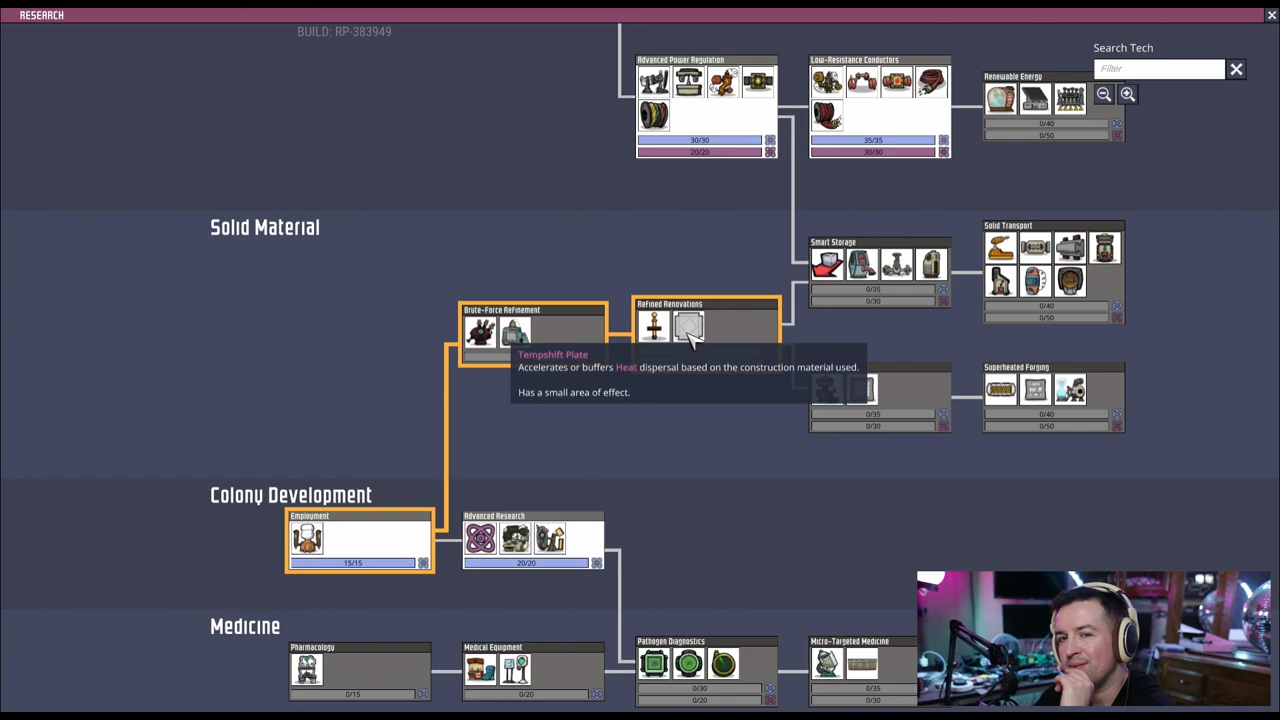 RESEARCH
BUILD: RP-383949
Search Tech
Filter
Advanced Power Regulation
30/30
20/20
Low-Resistance Conductors
35/35
30/30
Renewable Energy
0/40
0/50
Solid Material
Smart Storage
0/35
0/30
Solid Transport
0/40
0/50
Brute-Force Refinement
Refined Renovations
Tempshift Plate
Accelerates or buffers Heat dispersal based on the construction material used.
Has a small area of effect.
0/35
0/30
Superheated Forging
0/40
0/50
Colony Development
Employment
15/15
Advanced Research
20/20
Medicine
Pharmacology
0/15
Medical Equipment
0/20
Pathogen Diagnostics
0/30
0/20
Micro-Targeted Medicine
0/35
0/30